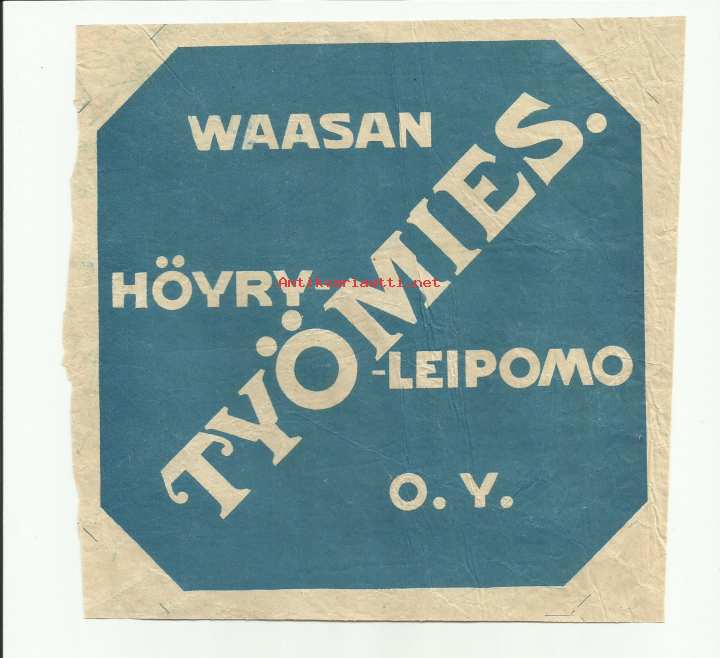 WAASAN
HÖYRY-
TYÖMIES.
-LEIPOMO
O. Y.
Antikvariaatti.net